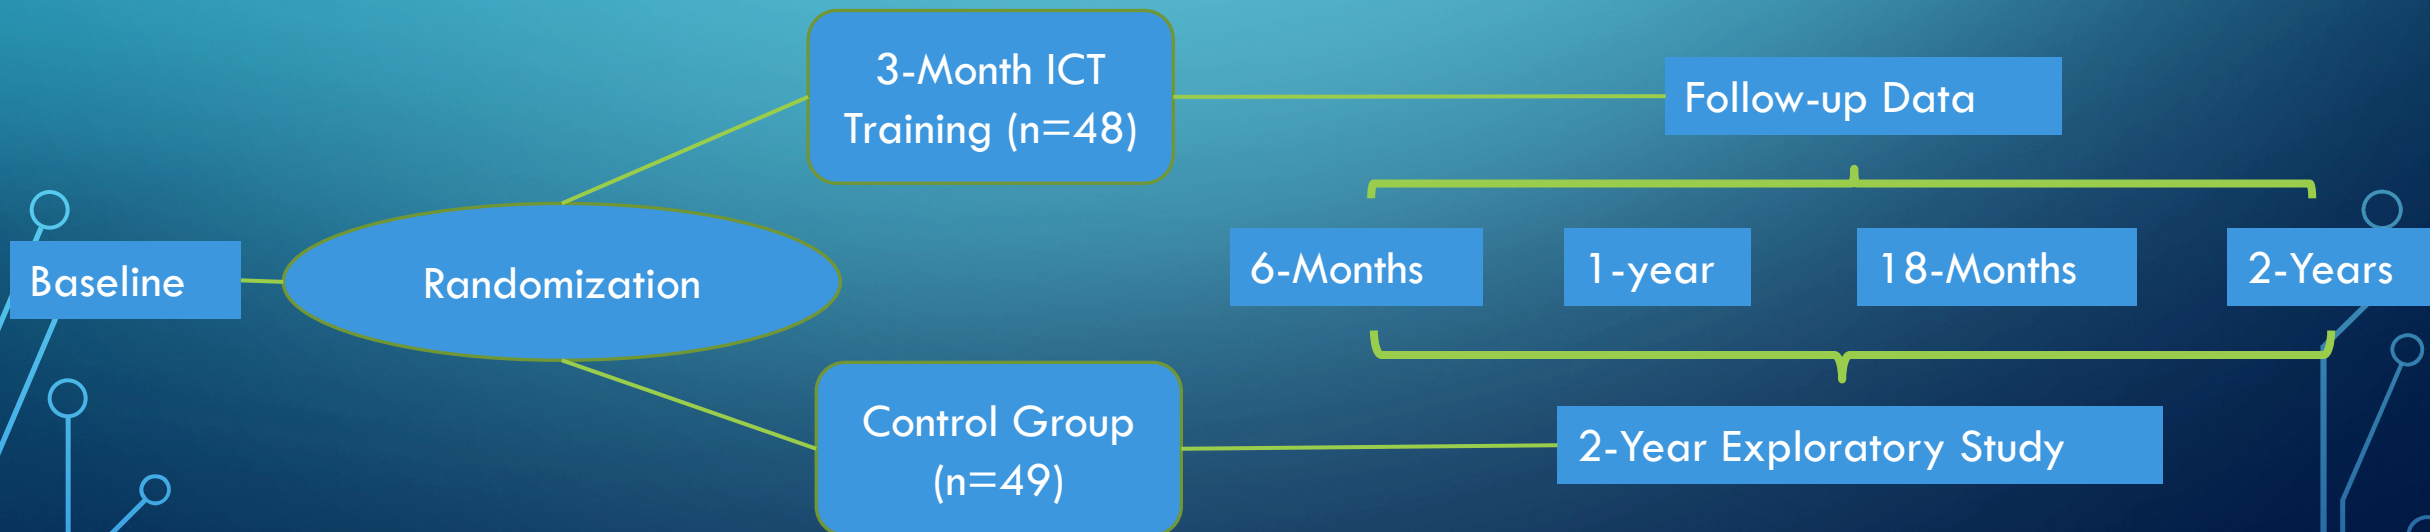 Baseline
Randomization
3-Month ICT
Training (n=48)
Control Group
(n=49)
Follow-up Data
6-Months
1-year
18-Months
2-Years
2-Year Exploratory Study